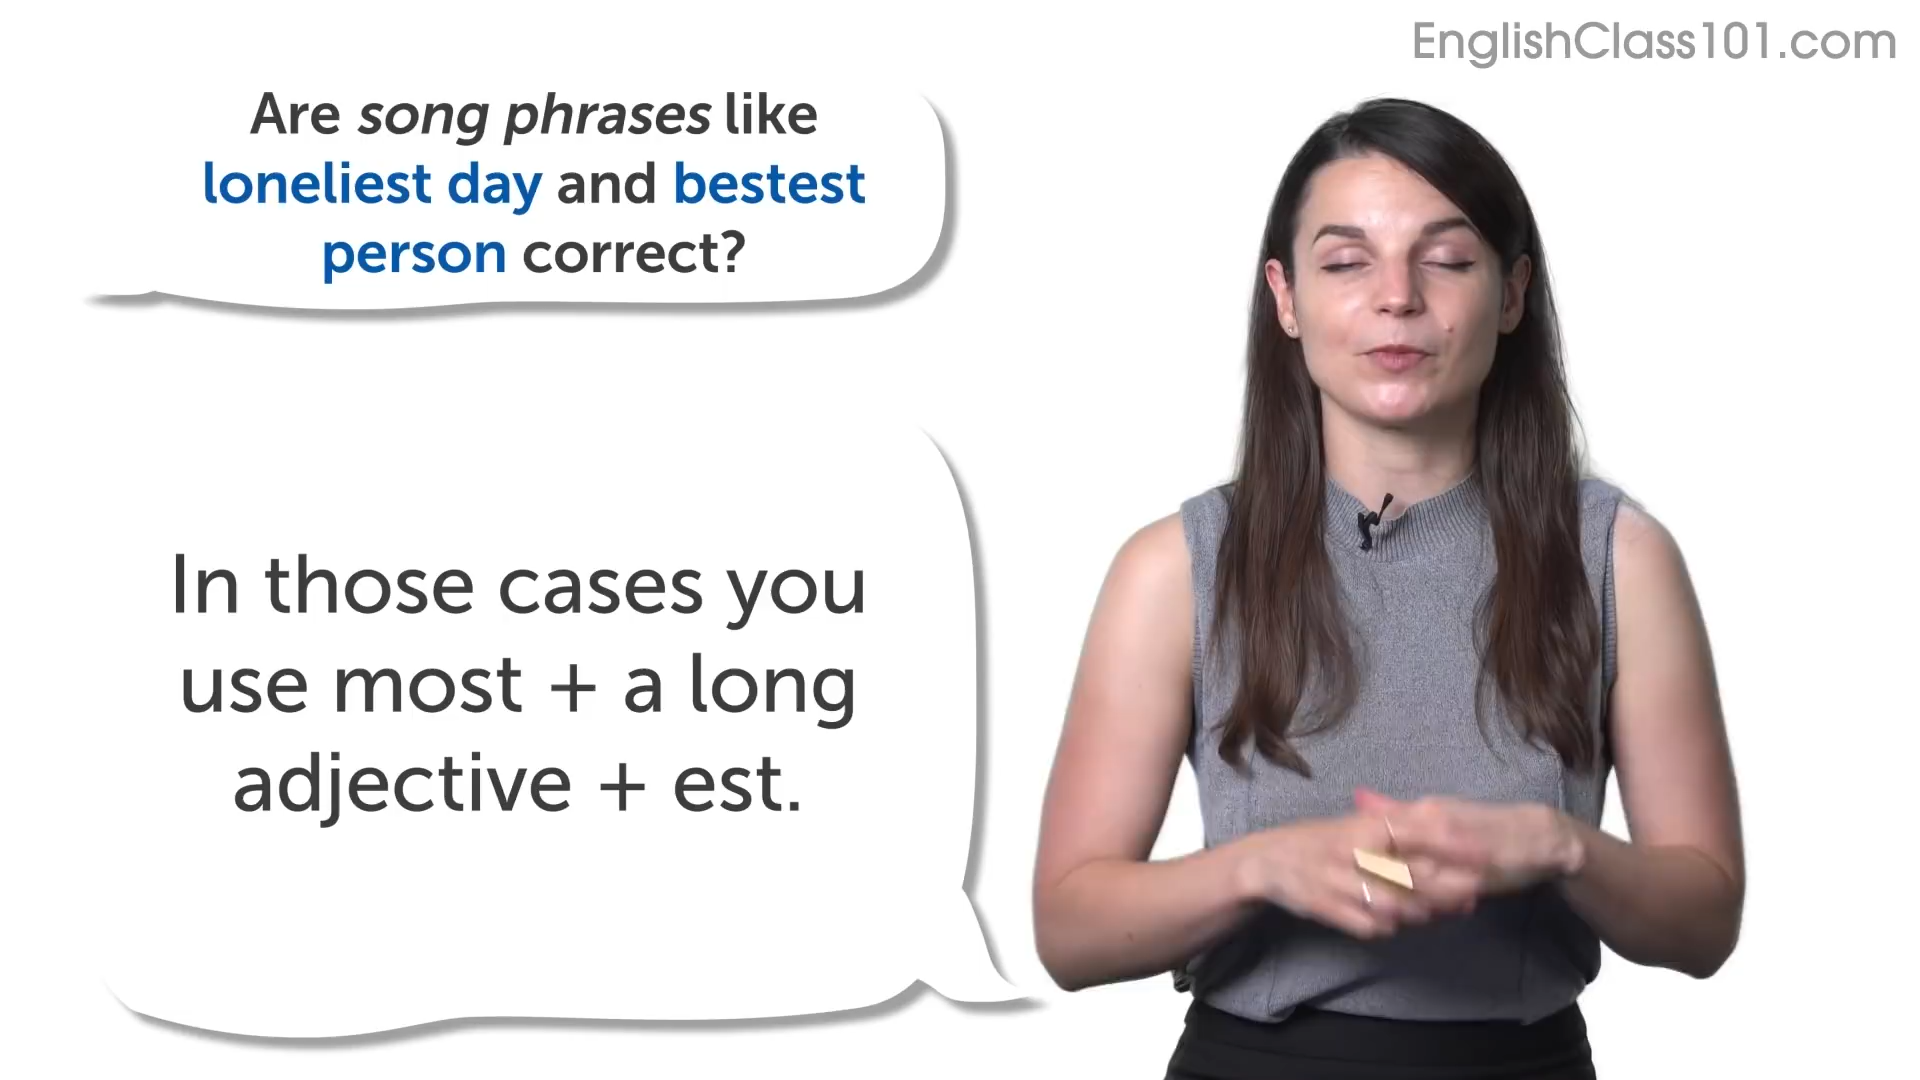 EnglishClass101.com
Are song phrases like
loneliest day and bestest
person correct?
In those cases you
use most + a long
adjective + est.